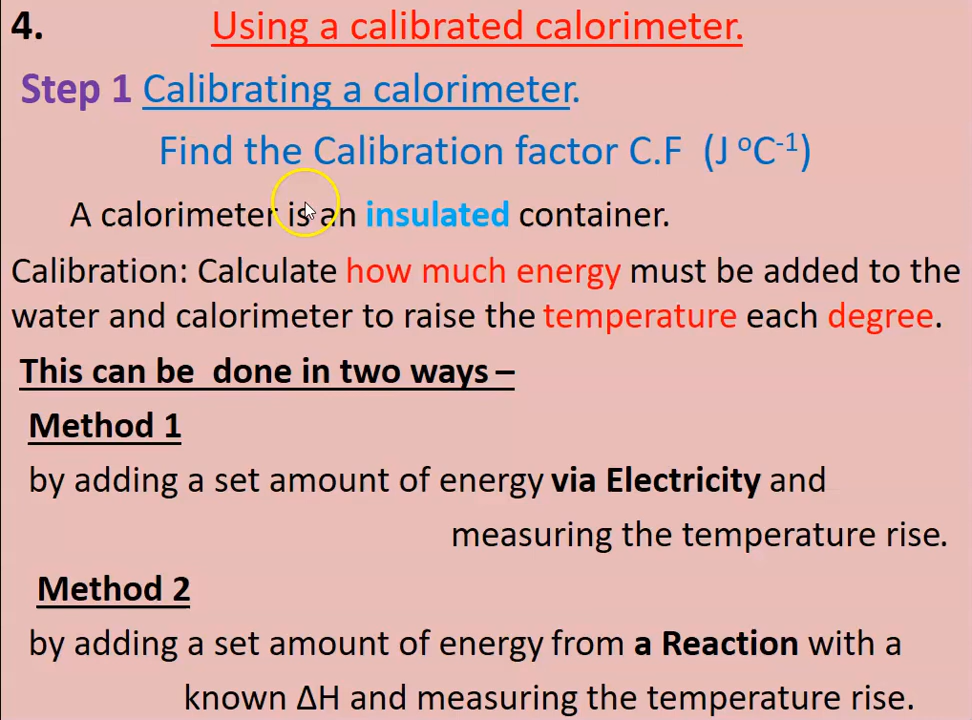 4. Using a calibrated calorimeter.
Step 1 Calibrating a calorimeter.
Find the Calibration factor C.F (J °C⁻¹)
A calorimeter is an insulated container.
Calibration: Calculate how much energy must be added to the
water and calorimeter to raise the temperature each degree.
This can be done in two ways –
Method 1
by adding a set amount of energy via Electricity and
measuring the temperature rise.
Method 2
by adding a set amount of energy from a Reaction with a
known ΔH and measuring the temperature rise.